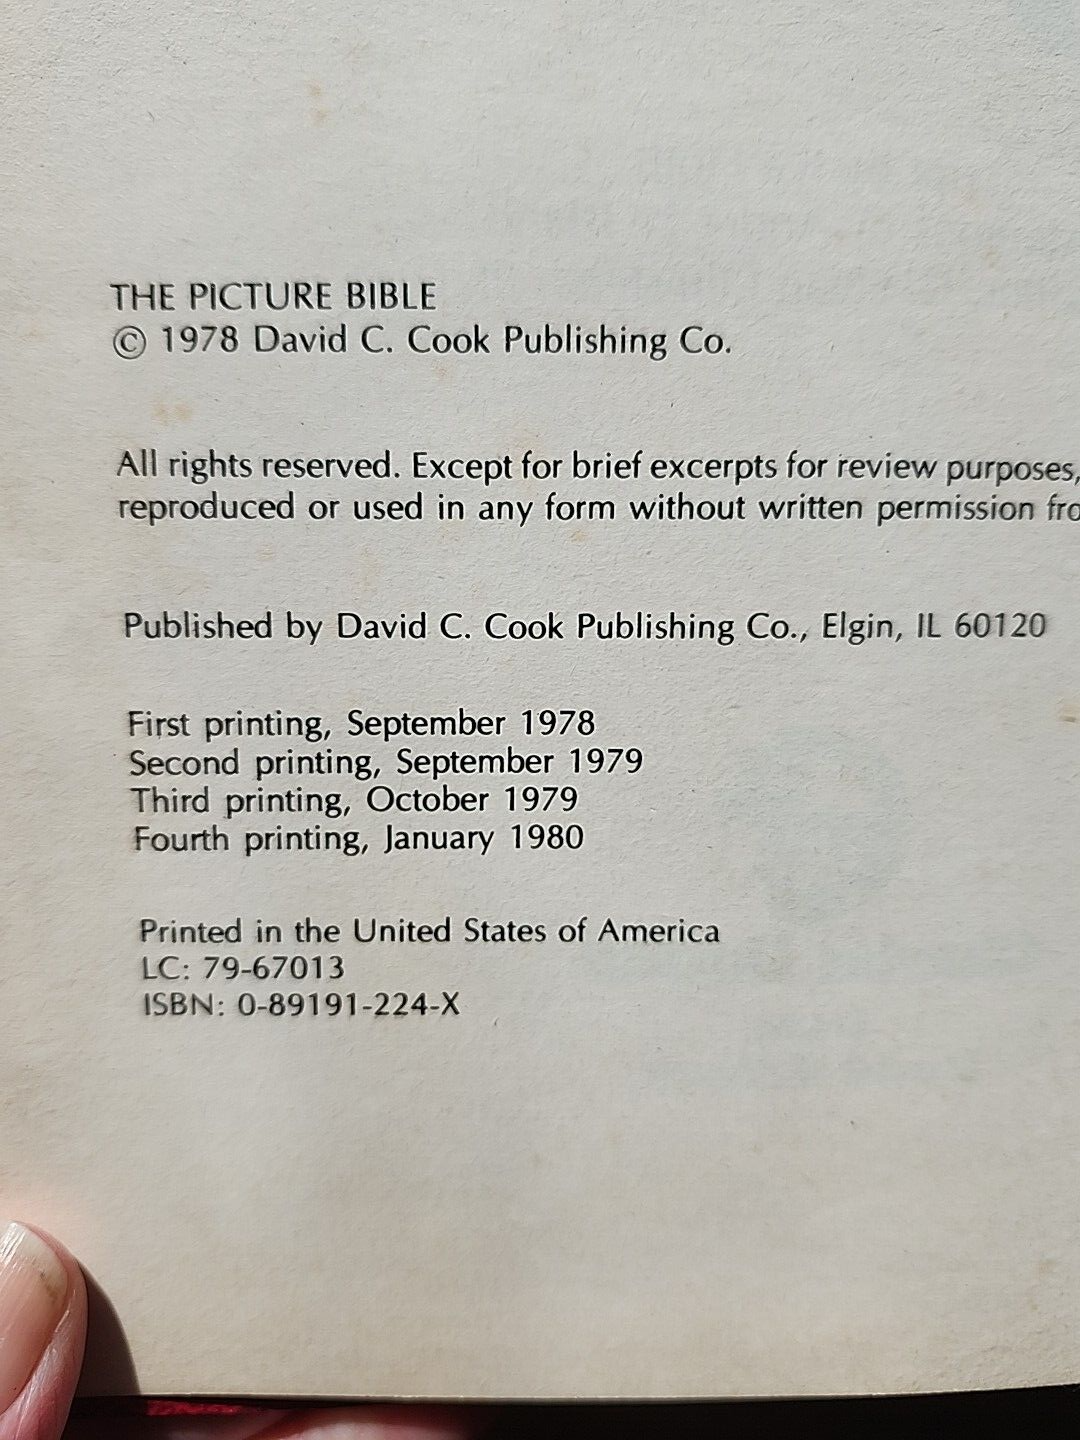 THE PICTURE BIBLE
© 1978 David C. Cook Publishing Co.
All rights reserved. Except for brief excerpts for review purposes,
reproduced or used in any form without written permission fro
Published by David C. Cook Publishing Co., Elgin, IL 60120
First printing, September 1978
Second printing, September 1979
Third printing, October 1979
Fourth printing, January 1980
Printed in the United States of America
LC: 79-67013
ISBN: 0-89191-224-X